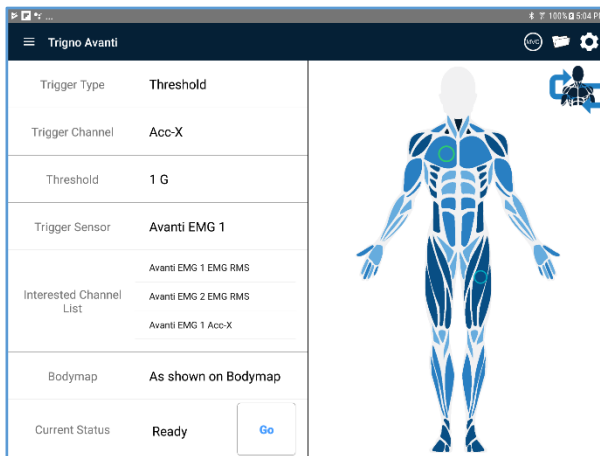 ... 100% 5:04 PM
Trigno Avanti
MVC
Trigger Type Threshold
Trigger Channel Acc-X
Threshold 1 G
Trigger Sensor Avanti EMG 1
Avanti EMG 1 EMG RMS
Interested Channel
List
Avanti EMG 2 EMG RMS
Avanti EMG 1 Acc-X
Bodymap As shown on Bodymap
Current Status Ready Go